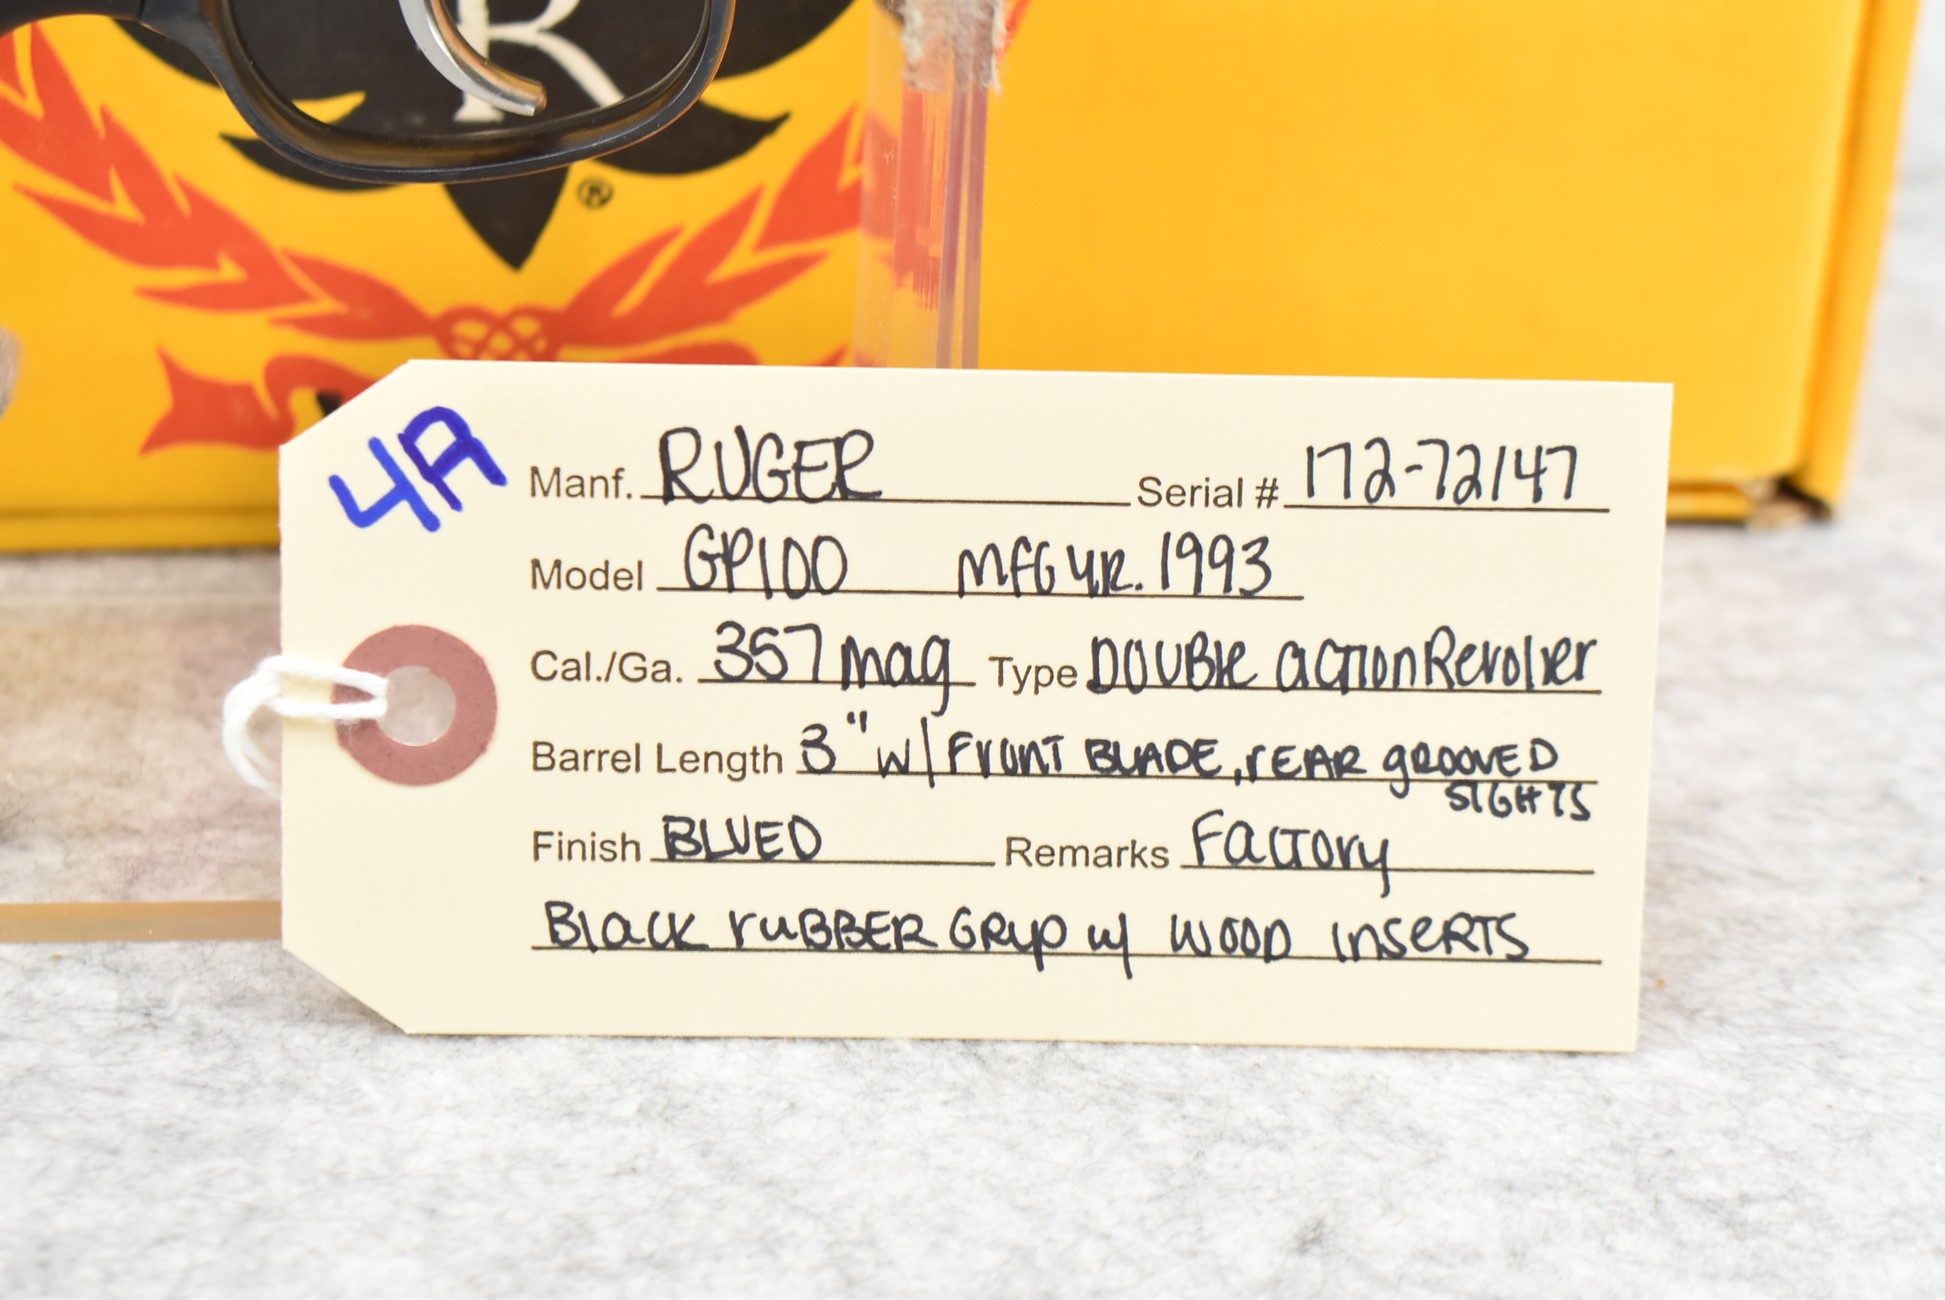 R
®
4A
Manf. RUGER Serial # 172-72147
Model GP100 MFG YR. 1993
Cal./Ga. 357 mag Type DOUBle acTion Revolver
Barrel Length 3" w/ FrONT BLADE, rEAR grooVED
SIGHTS
Finish BLUED Remarks Factory
Black ruBBER GRip w/ WOOD inseRTS